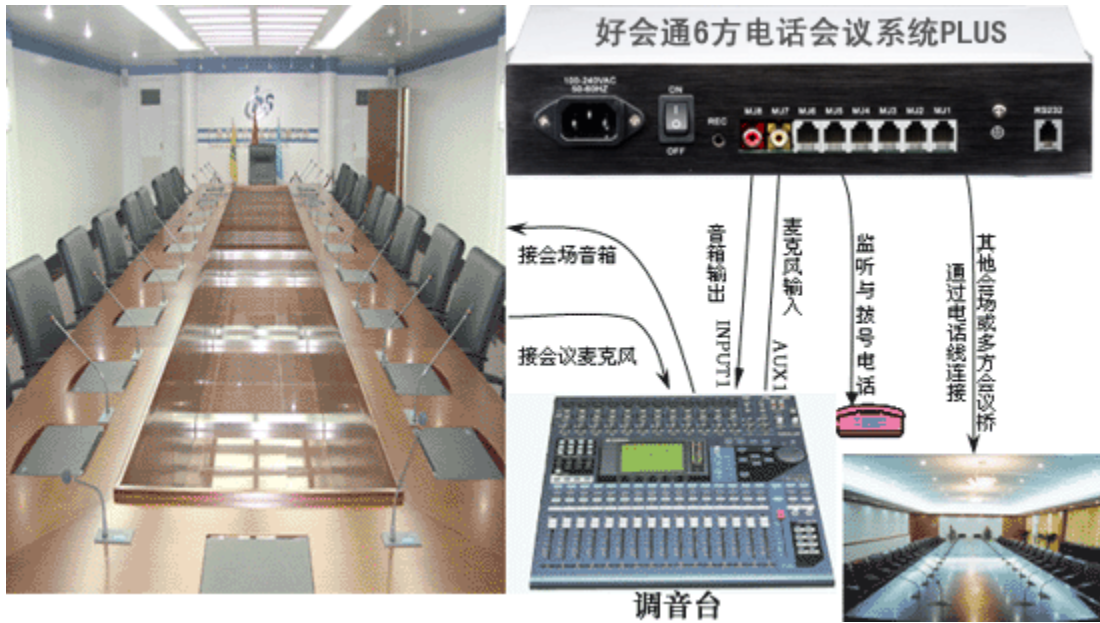 好会通6方电话会议系统PLUS
100-240VAC
50-60HZ
ON
OFF
REC
MJ8 MJ7 MJ6 MJ5 MJ4 MJ3 MJ2 MJ1
RS232
接会场音箱
接会议麦克风
音箱输出 INPUT1
麦克风输入 AUX1
监听与拨号电话
其他会场或多方会议桥
通过电话线连接
调音台